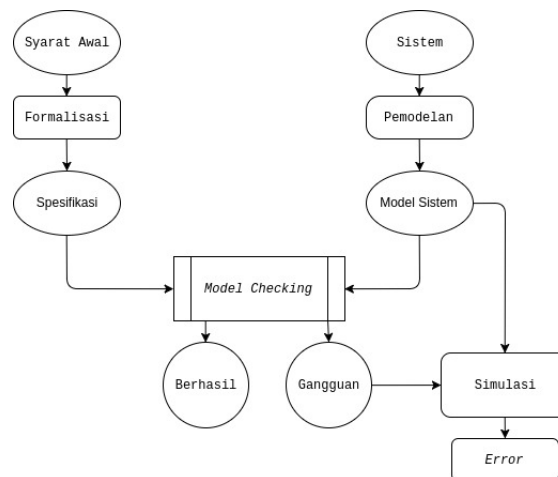 Syarat Awal
Sistem
Formalisasi
Pemodelan
Spesifikasi
Model Sistem
Model Checking
Berhasil
Gangguan
Simulasi
Error